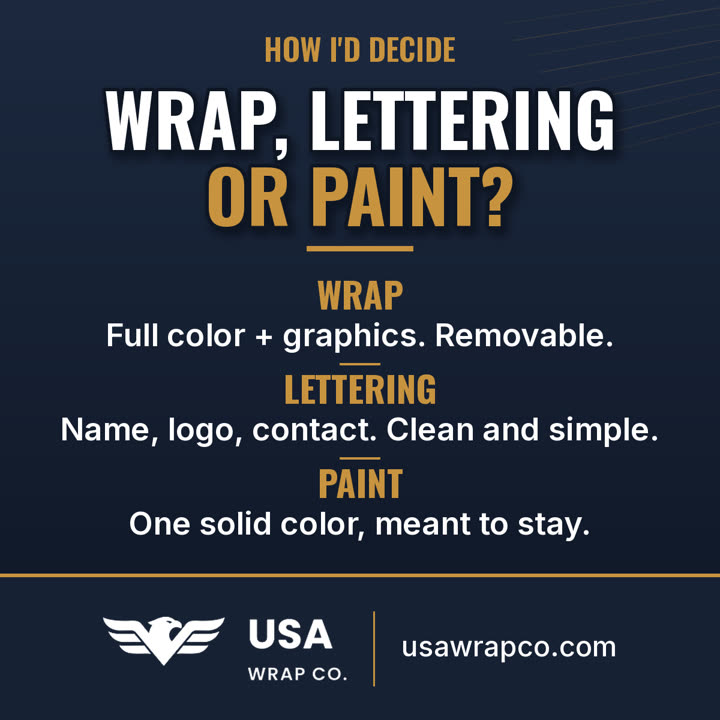 HOW I'D DECIDE
WRAP, LETTERING
OR PAINT?
WRAP
Full color + graphics. Removable.
LETTERING
Name, logo, contact. Clean and simple.
PAINT
One solid color, meant to stay.
USA
WRAP CO.
usawrapco.com